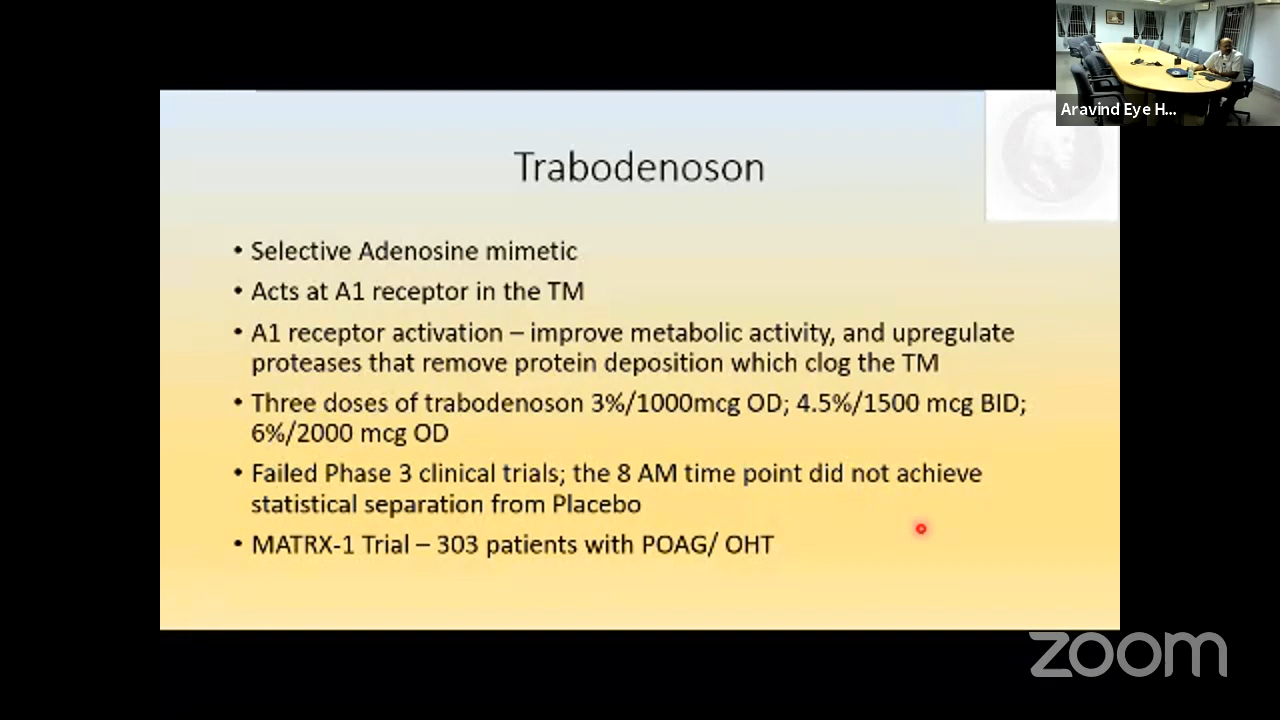 Aravind Eye H...
Trabodenoson
• Selective Adenosine mimetic
• Acts at A1 receptor in the TM
• A1 receptor activation – improve metabolic activity, and upregulate
proteases that remove protein deposition which clog the TM
• Three doses of trabodenoson 3%/1000mcg OD; 4.5%/1500 mcg BID;
6%/2000 mcg OD
• Failed Phase 3 clinical trials; the 8 AM time point did not achieve
statistical separation from Placebo
• MATRX-1 Trial – 303 patients with POAG/ OHT
zoom